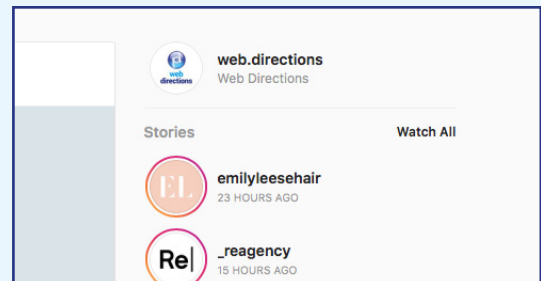 web.directions
Web Directions
web
directions
Stories
Watch All
EL
emilyleesehair
23 HOURS AGO
Re|
_reagency
15 HOURS AGO